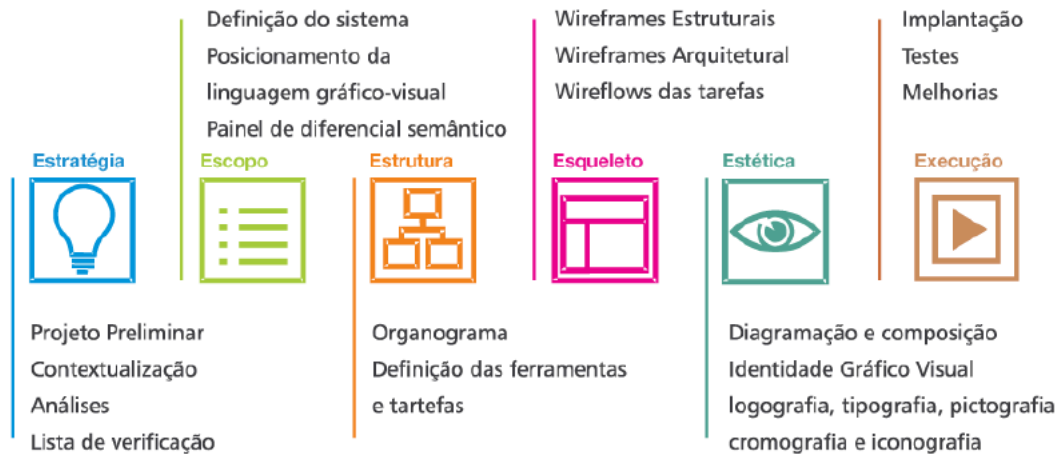 Estratégia
Projeto Preliminar
Contextualização
Análises
Lista de verificação
Definição do sistema
Posicionamento da
linguagem gráfico-visual
Painel de diferencial semântico
Escopo
Estrutura
Organograma
Definição das ferramentas
e tartefas
Wireframes Estruturais
Wireframes Arquitetural
Wireflows das tarefas
Esqueleto
Estética
Diagramação e composição
Identidade Gráfico Visual
logografia, tipografia, pictografia
cromografia e iconografia
Implantação
Testes
Melhorias
Execução